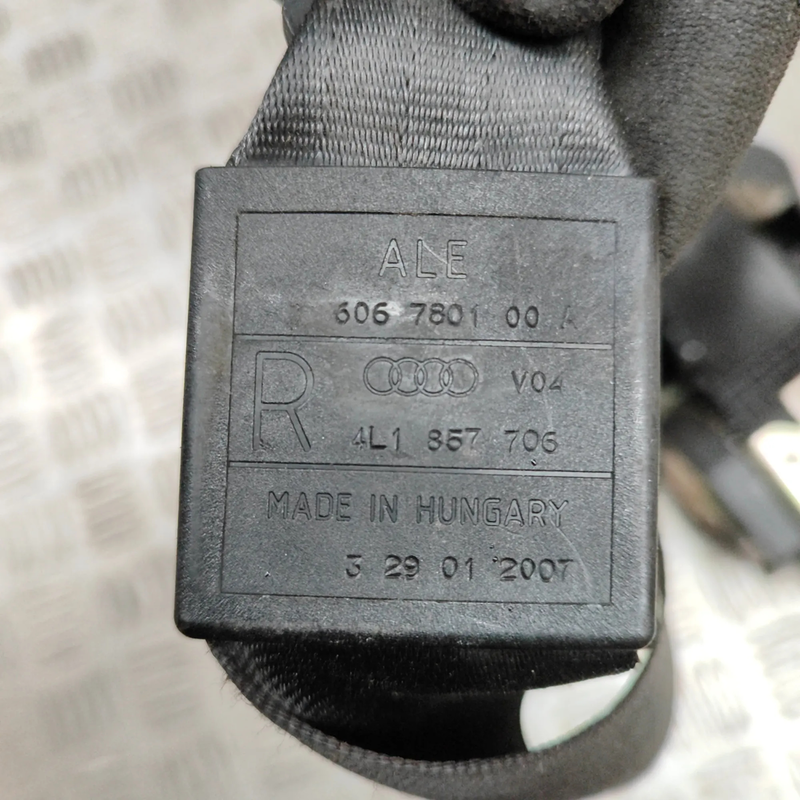 ALE
606 7801 00 A
R V04
4L1 857 706
MADE IN HUNGARY
3 29 01 2007